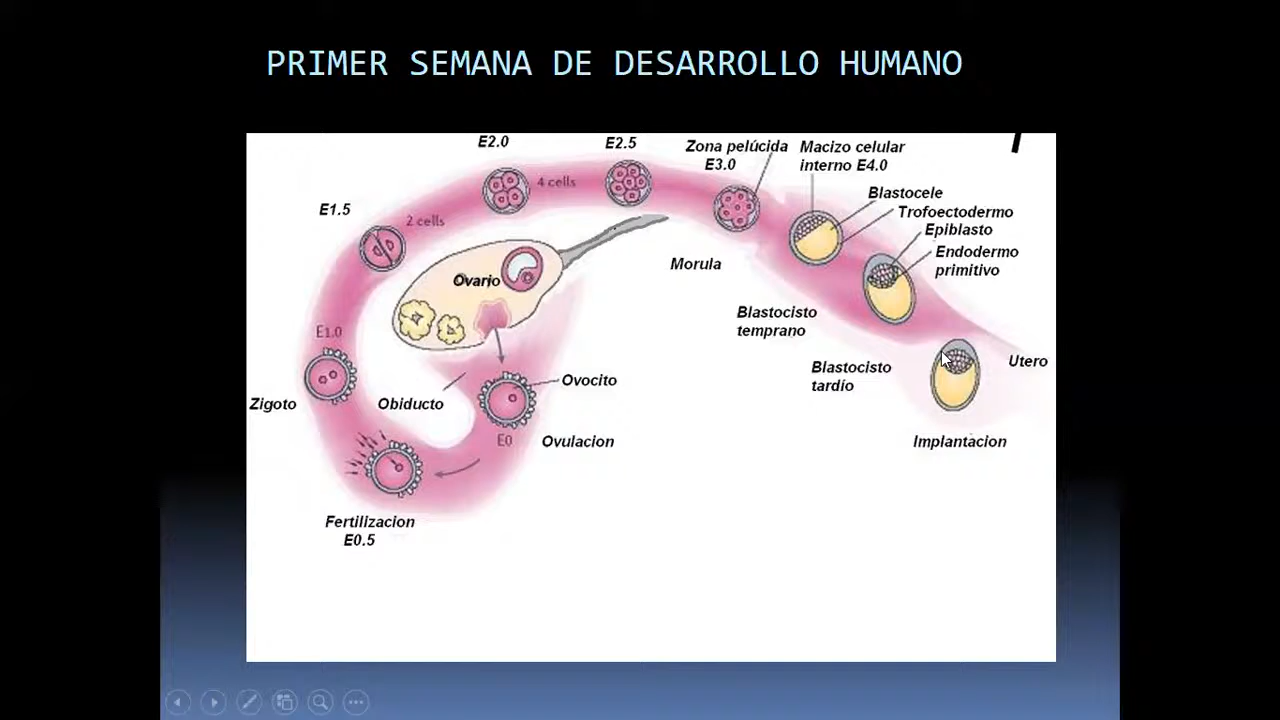 PRIMER SEMANA DE DESARROLLO HUMANO
E2.0
E2.5
Zona pelúcida
E3.0
Macizo celular
interno E4.0
Blastocele
Trofoectodermo
Epiblasto
Endodermo
primitivo
4 cells
E1.5
2 cells
Ovario
Morula
Blastocisto
temprano
E1.0
Blastocisto
tardio
Utero
Zigoto
Obiducto
Ovocito
E0
Ovulacion
Implantacion
Fertilizacion
E0.5